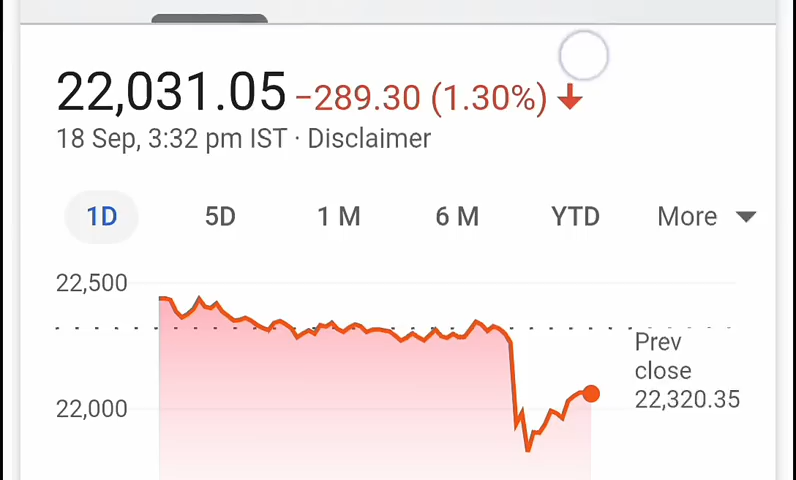 22,031.05 −289.30 (1.30%)
18 Sep, 3:32 pm IST · Disclaimer
1D 5D 1 M 6 M YTD More
22,500
Prev
close
22,320.35
22,000